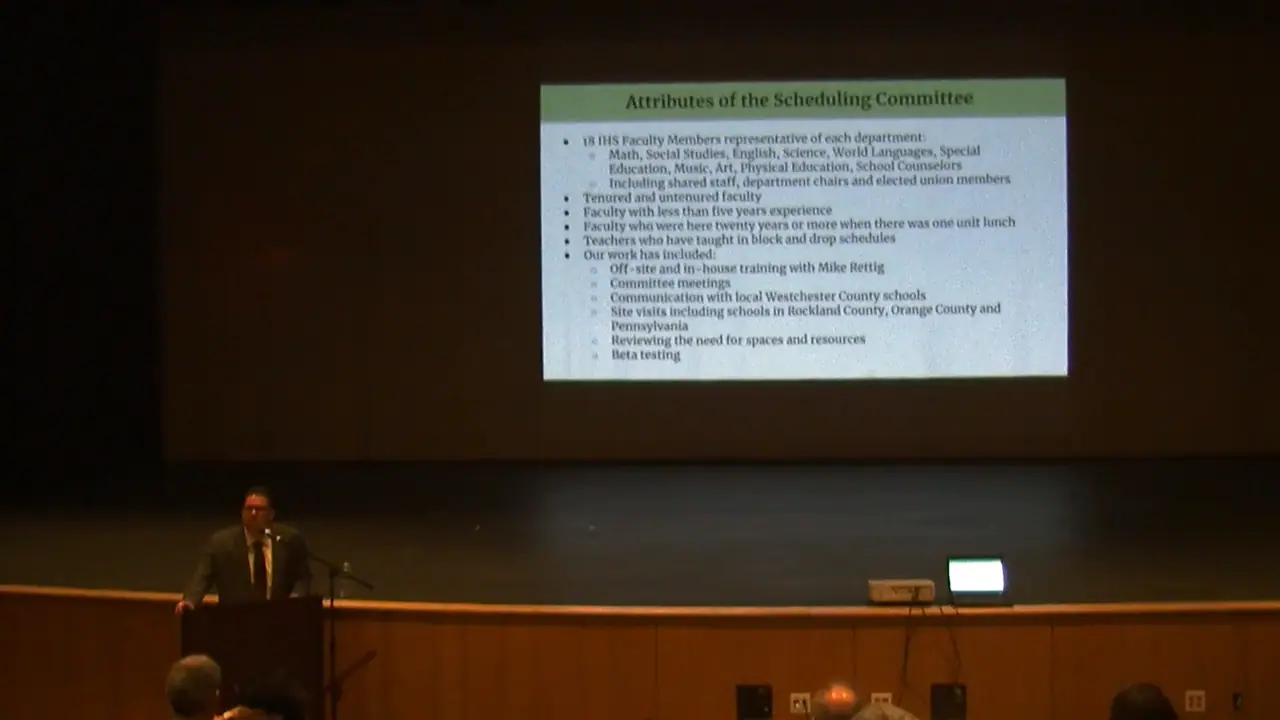 Attributes of the Scheduling Committee
• 18 IHS Faculty Members representative of each department:
○ Math, Social Studies, English, Science, World Languages, Special
Education, Music, Art, Physical Education, School Counselors
○ Including shared staff, department chairs and elected union members
• Tenured and untenured faculty
• Faculty with less than five years experience
• Faculty who were here twenty years or more when there was one unit lunch
• Teachers who have taught in block and drop schedules
• Our work has included:
○ Off-site and in-house training with Mike Rettig
○ Committee meetings
○ Communication with local Westchester County schools
○ Site visits including schools in Rockland County, Orange County and
Pennsylvania
○ Reviewing the need for spaces and resources
○ Beta testing